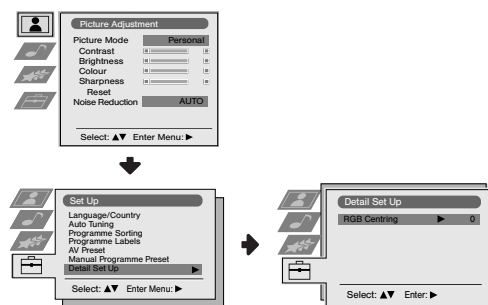 Picture Adjustment
Picture Mode Personal
Contrast
Brightness
Colour
Sharpness
Reset
Noise Reduction AUTO
Select: ▲▼ Enter Menu: ▶
Set Up
Language/Country
Auto Tuning
Programme Sorting
Programme Labels
AV Preset
Manual Programme Preset
Detail Set Up ▶
Select: ▲▼ Enter Menu: ▶
Detail Set Up
RGB Centring ▶ 0
Select: ▲▼ Enter: ▶